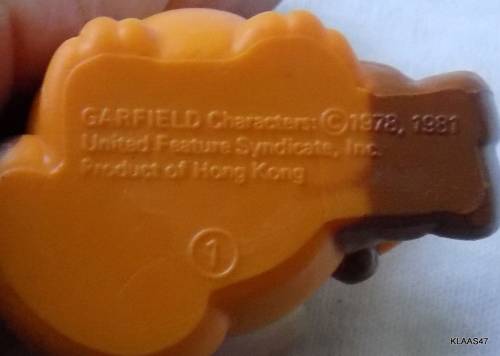 GARFIELD Characters: ©1978, 1981
United Feature Syndicate, Inc.
Product of Hong Kong
1
KLAAS47